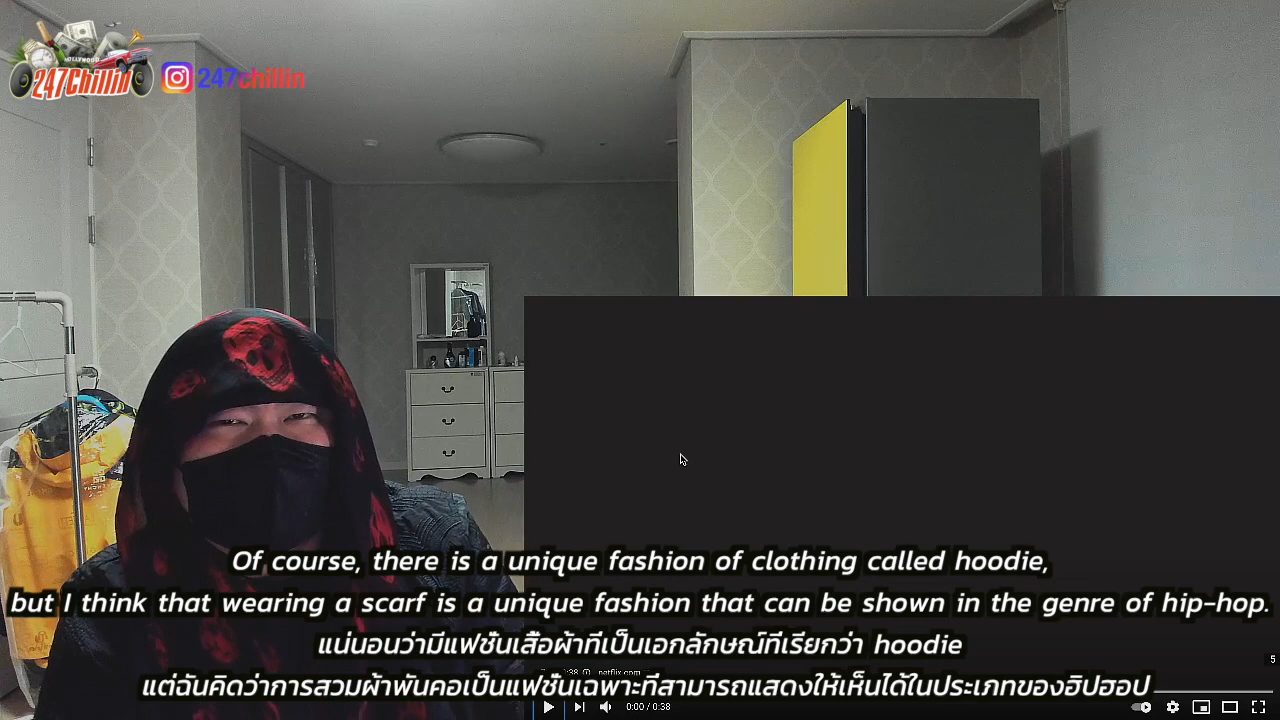 HOLLYWOOD
247Chillin
247chillin
Of course, there is a unique fashion of clothing called hoodie,
but I think that wearing a scarf is a unique fashion that can be shown in the genre of hip-hop.
แน่นอนว่ามีแฟชั่นเสื้อผ้าที่เป็นเอกลักษณ์ที่เรียกว่า hoodie
แต่ฉันคิดว่าการสวมผ้าพันคอเป็นแฟชั่นเฉพาะที่สามารถแสดงให้เห็นได้ในประเภทของฮิปฮอป
0:00 / 0:38